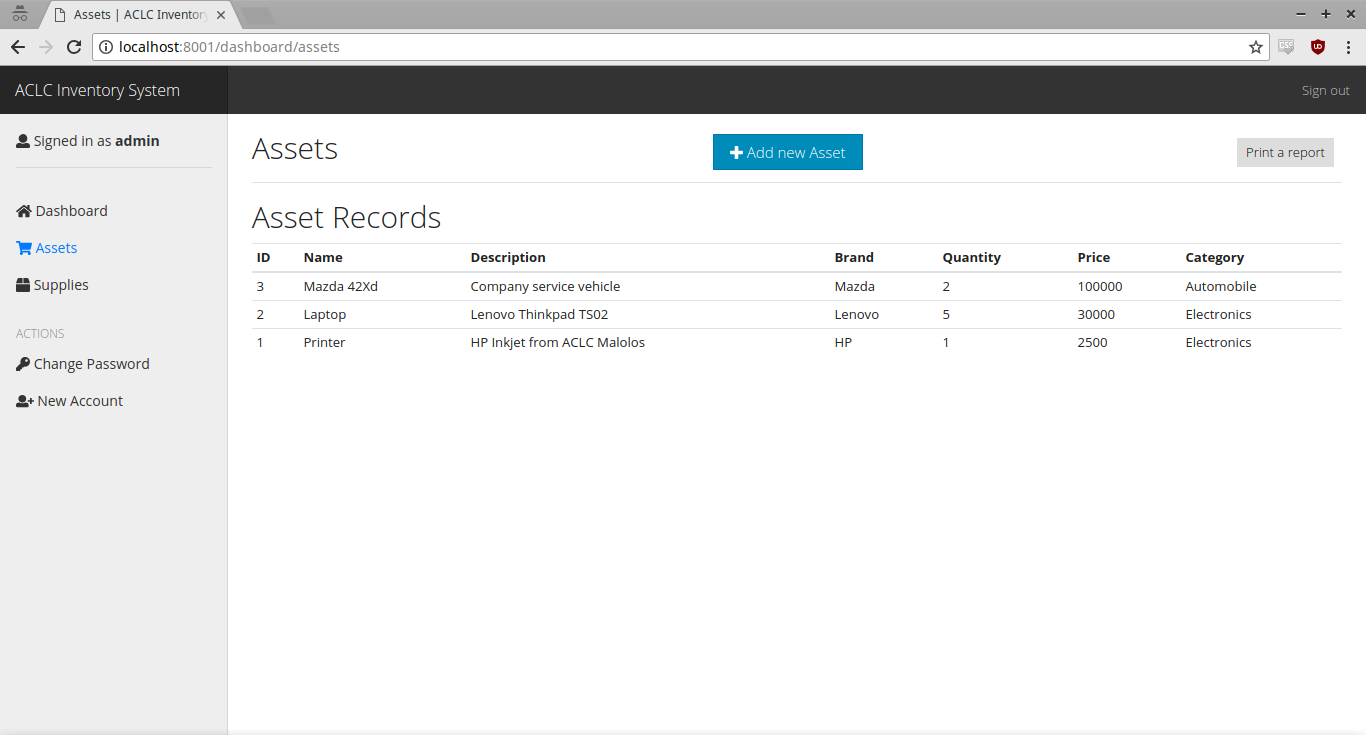 Assets | ACLC Inventory
localhost:8001/dashboard/assets
ACLC Inventory System
Sign out
Signed in as admin
Dashboard
Assets
Supplies
ACTIONS
Change Password
New Account
Assets
Add new Asset
Print a report
Asset Records
ID Name Description Brand Quantity Price Category
3 Mazda 42Xd Company service vehicle Mazda 2 100000 Automobile
2 Laptop Lenovo Thinkpad TS02 Lenovo 5 30000 Electronics
1 Printer HP Inkjet from ACLC Malolos HP 1 2500 Electronics